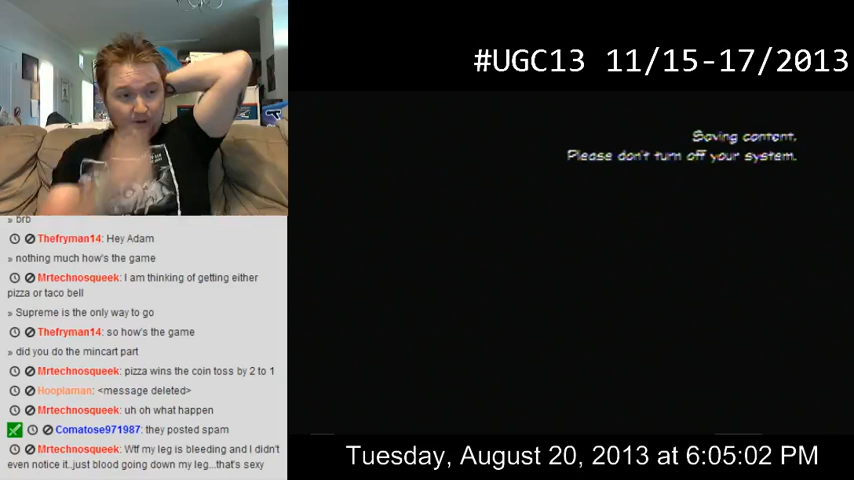 #UGC13 11/15-17/2013
Saving content.
Please don't turn off your system.
» brb
Thefryman14: Hey Adam
» nothing much how's the game
Mrtechnosqueek: I am thinking of getting either
pizza or taco bell
» Supreme is the only way to go
Thefryman14: so how's the game
» did you do the mincart part
Mrtechnosqueek: pizza wins the coin toss by 2 to 1
Hooplaman: <message deleted>
Mrtechnosqueek: uh oh what happen
Comatose971987: they posted spam
Mrtechnosqueek: Wtf my leg is bleeding and I didn't
even notice it..just blood going down my leg...that's sexy
Tuesday, August 20, 2013 at 6:05:02 PM